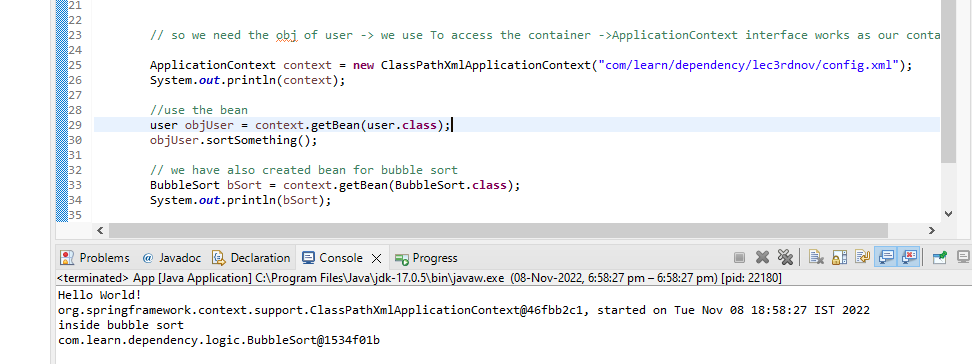 21
22
23 // so we need the obj of user -> we use To access the container ->ApplicationContext interface works as our conta
24
25 ApplicationContext context = new ClassPathXmlApplicationContext("com/learn/dependency/lec3rdnov/config.xml");
26 System.out.println(context);
27
28 //use the bean
29 user objUser = context.getBean(user.class);
30 objUser.sortSomething();
31
32 // we have also created bean for bubble sort
33 BubbleSort bSort = context.getBean(BubbleSort.class);
34 System.out.println(bSort);
35
Problems @ Javadoc Declaration Console Progress
<terminated> App [Java Application] C:\Program Files\Java\jdk-17.0.5\bin\javaw.exe (08-Nov-2022, 6:58:27 pm – 6:58:27 pm) [pid: 22180]
Hello World!
org.springframework.context.support.ClassPathXmlApplicationContext@46fbb2c1, started on Tue Nov 08 18:58:27 IST 2022
inside bubble sort
com.learn.dependency.logic.BubbleSort@1534f01b